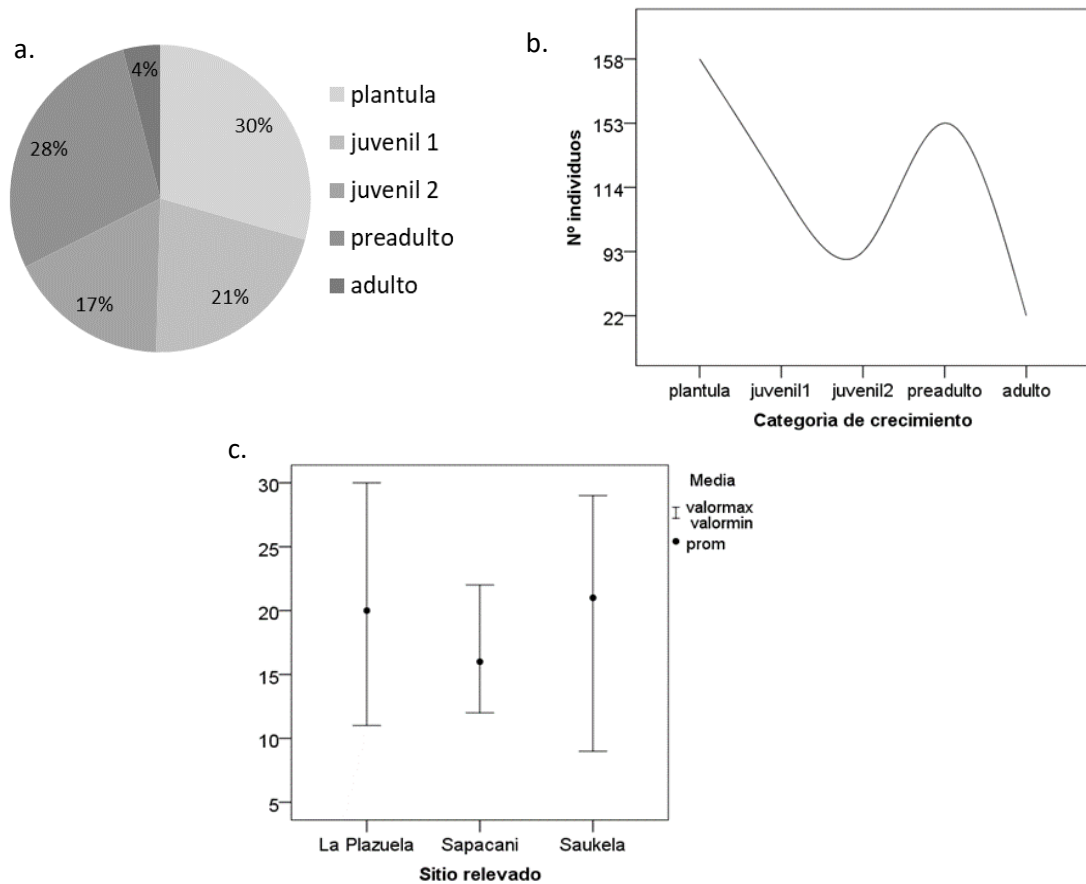 a.
4%
30%
28%
17%
21%
plantula
juvenil 1
juvenil 2
preadulto
adulto
b.
Nº individuos
158
153
114
93
22
plantula
juvenil1
juvenil2
preadulto
adulto
Categoria de crecimiento
c.
30
25
20
15
10
5
La Plazuela
Sapacani
Saukela
Sitio relevado
Media
valormax
valormin
prom